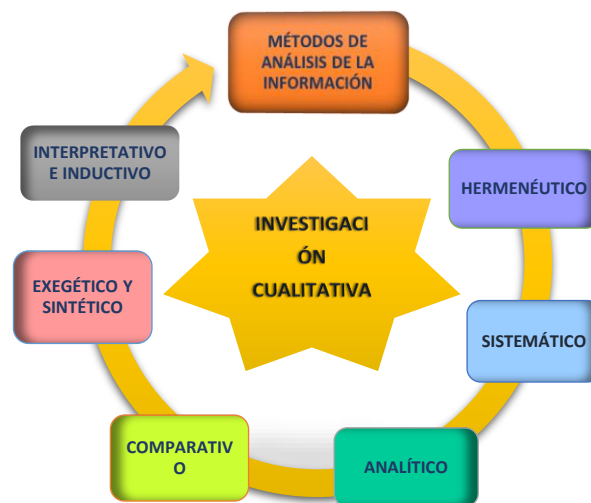 MÉTODOS DE
ANÁLISIS DE LA
INFORMACIÓN
HERMENÉUTICO
SISTEMÁTICO
ANALÍTICO
COMPARATIV
O
EXEGÉTICO Y
SINTÉTICO
INTERPRETATIVO
E INDUCTIVO
INVESTIGACI
ÓN
CUALITATIVA